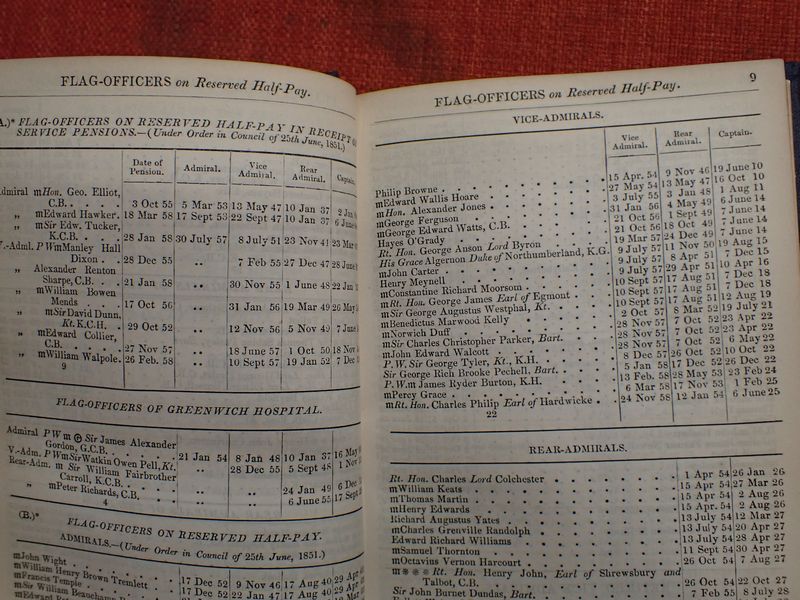 FLAG-OFFICERS on Reserved Half-Pay.
A.)* FLAG-OFFICERS ON RESERVED HALF-PAY IN RECEIPT OF
SERVICE PENSIONS.—(Under Order in Council of 25th June, 1851.)
Date of Pension. Admiral. Vice Admiral. Rear Admiral. Captain.
Admiral mHon. Geo. Elliot,
C.B. . . . . 3 Oct 55 5 Mar 53 13 May 47 10 Jan 37
„ mEdward Hawker. 18 Mar 58 17 Sept 53 22 Sept 47 10 Jan 37
„ mSir Edw. Tucker,
K.C.B. . . . 28 Jan 58 30 July 57 8 July 51 23 Nov 41
V.-Adml. P W mManley Hall
Dixon . . 28 Dec 55 .. 7 Feb 55 27 Dec 47
„ Alexander Renton
Sharpe, C.B. . 21 Jan 58 .. 30 Nov 55 1 June 48
„ mWilliam Bowen
Mends . . . 17 Oct 56 .. 31 Jan 56 19 Mar 49
„ mSir David Dunn,
Kt. K.C.H. . 29 Oct 52 .. 12 Nov 56 5 Nov 49
„ mEdward Collier,
C.B. . . . . 27 Nov 57 .. 18 June 57 1 Oct 50
„ mWilliam Walpole. 26 Feb. 58 .. 10 Sept 57 19 Jan 52
9
FLAG-OFFICERS OF GREENWICH HOSPITAL.
Admiral P W m Sir James Alexander
Gordon, G.C.B. . . . . 21 Jan 54 8 Jan 48 10 Jan 37
V.-Adm. P W m Sir Watkin Owen Pell, Kt. .. 28 Dec 55 5 Sept 48
Rear-Adm. m Sir William Fairbrother
Carroll, K.C.B. . . . .. .. 24 Jan 49
„ mPeter Richards, C.B. . . . .. .. 6 June 55
4
(B.)* FLAG-OFFICERS ON RESERVED HALF-PAY.
ADMIRALS.—(Under Order in Council of 25th June, 1851.)
mJohn Wight
mWilliam Henry Brown Tremlett . . 17 Dec 52 9 Nov 46 17 Aug 40
mFrancis Temple . . . 17 Dec 52 22 Jan 47 17 Aug 40
FLAG-OFFICERS on Reserved Half-Pay. 9
VICE-ADMIRALS.
Vice Admiral. Rear Admiral. Captain.
Philip Browne . . . 15 Apr. 54 9 Nov 46 19 June 10
mEdward Wallis Hoare . . . 27 May 54 13 May 47 16 Oct 10
mHon. Alexander Jones . . . 3 July 55 3 Jan 48 1 Aug 11
mGeorge Ferguson . . . 31 Jan 56 4 May 49 6 June 14
mGeorge Edward Watts, C.B. . . . 21 Oct 56 1 Sept 49 7 June 14
Hayes O'Grady . . . 21 Oct 56 18 Oct 49 7 June 14
Rt. Hon. George Anson Lord Byron . . . 19 Mar 57 24 Dec 49 7 June 14
His Grace Algernon Duke of Northumberland, K.G. 9 July 57 11 Nov 50 19 Aug 15
mJohn Carter . . . 9 July 57 8 Apr 51 7 Dec 15
Henry Meynell . . . 9 July 57 29 Apr 51 10 Apr 16
mConstantine Richard Moorsom . . . 10 Sept 57 17 Aug 51 7 Dec 18
mRt. Hon. George James Earl of Egmont . . . 10 Sept 57 17 Aug 51 7 Dec 18
mSir George Augustus Westphal, Kt. . . . 10 Sept 57 17 Aug 51 12 Aug 19
mBenedictus Marwood Kelly . . . 2 Oct 57 8 Mar 52 19 July 21
mNorwich Duff . . . 28 Nov 57 7 Oct 52 23 Apr 22
mSir Charles Christopher Parker, Bart. . . . 28 Nov 57 7 Oct 52 23 Apr 22
mJohn Edward Walcott . . . 28 Nov 57 7 Oct 52 6 May 22
P.W. Sir George Tyler, Kt., K.H. . . . 8 Dec 57 26 Oct 52 10 Oct 22
Sir George Rich Brooke Pechell, Bart. . . . 5 Jan 58 17 Dec 52 26 Dec 22
P.W.m James Ryder Burton, K.H. . . . 13 Feb. 58 28 May 53 23 Feb 24
mPercy Grace . . . 6 Mar 58 17 Nov 53 1 Feb 25
mRt. Hon. Charles Philip Earl of Hardwicke . . 24 Nov 58 12 Jan 54 6 June 25
22
REAR-ADMIRALS.
Rt. Hon. Charles Lord Colchester . . . 1 Apr 54 26 Jan 26
mWilliam Keats . . . 15 Apr. 54 27 Mar 26
mThomas Martin . . . 15 Apr. 54 2 Aug 26
mHenry Edwards . . . 15 Apr. 54 2 Aug 26
Richard Augustus Yates . . . 13 July 54 12 Mar 27
mCharles Grenville Randolph . . . 13 July 54 20 Apr 27
Edward Richard Williams . . . 13 July 54 28 Apr 27
mSamuel Thornton . . . 11 Sept 54 30 Apr 27
mOctavius Vernon Harcourt . . . 26 Oct 54 7 Aug 27
m✻✻✻Rt. Hon. Henry John, Earl of Shrewsbury and
Talbot, C.B. . . . 26 Oct 54 22 Oct 27
Sir John Burnet Dundas, Bart. . . . 7 Feb 55 8 July 28